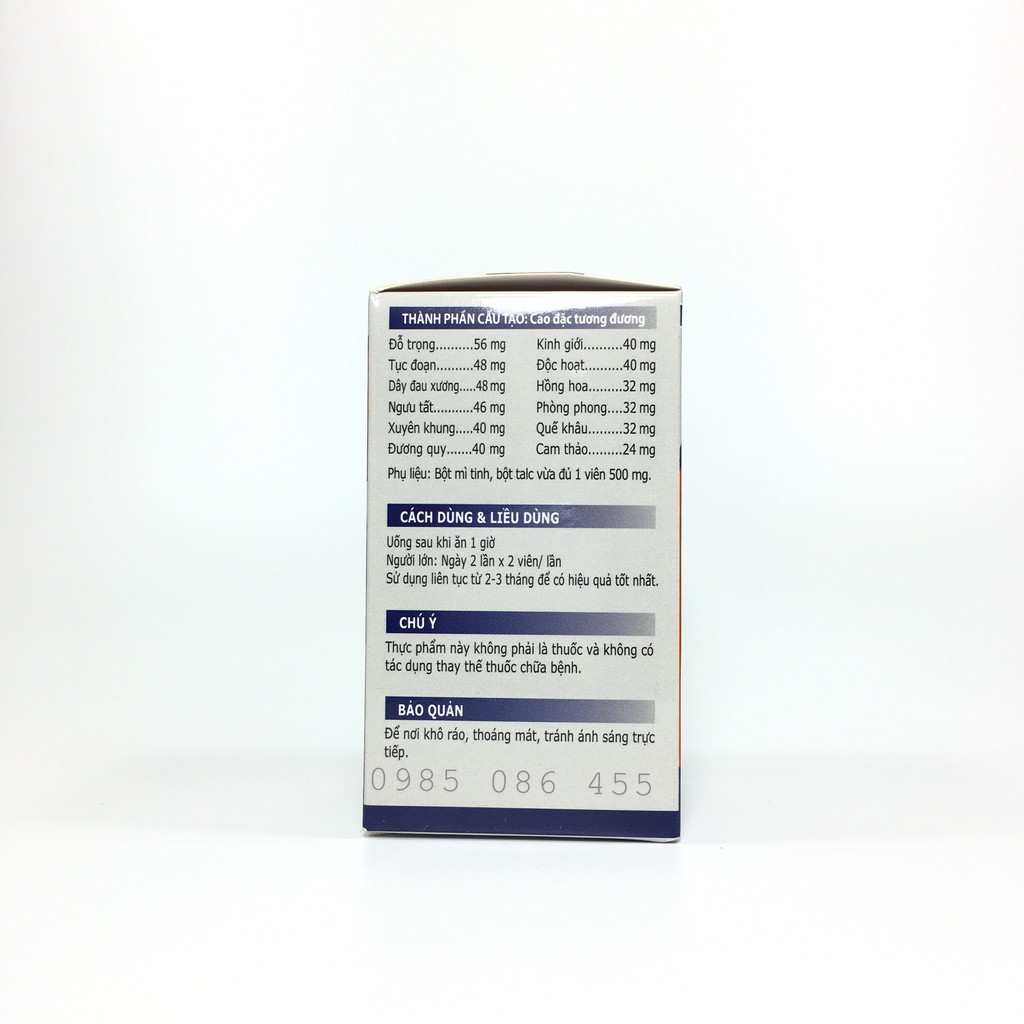 THÀNH PHẦN CẤU TẠO: Cao đặc tương đương
Đỗ trọng..........56 mg
Tục đoạn..........48 mg
Dây đau xương.....48 mg
Ngưu tất...........46 mg
Xuyên khung.....40 mg
Đương quy.......40 mg
Kinh giới..........40 mg
Độc hoạt..........40 mg
Hồng hoa.........32 mg
Phòng phong....32 mg
Quế khâu.........32 mg
Cam thảo.........24 mg
Phụ liệu: Bột mì tinh, bột talc vừa đủ 1 viên 500 mg.
CÁCH DÙNG & LIỀU DÙNG
Uống sau khi ăn 1 giờ
Người lớn: Ngày 2 lần x 2 viên/ lần
Sử dụng liên tục từ 2-3 tháng để có hiệu quả tốt nhất.
CHÚ Ý
Thực phẩm này không phải là thuốc và không có
tác dụng thay thế thuốc chữa bệnh.
BẢO QUẢN
Để nơi khô ráo, thoáng mát, tránh ánh sáng trực
tiếp.
0985 086 455